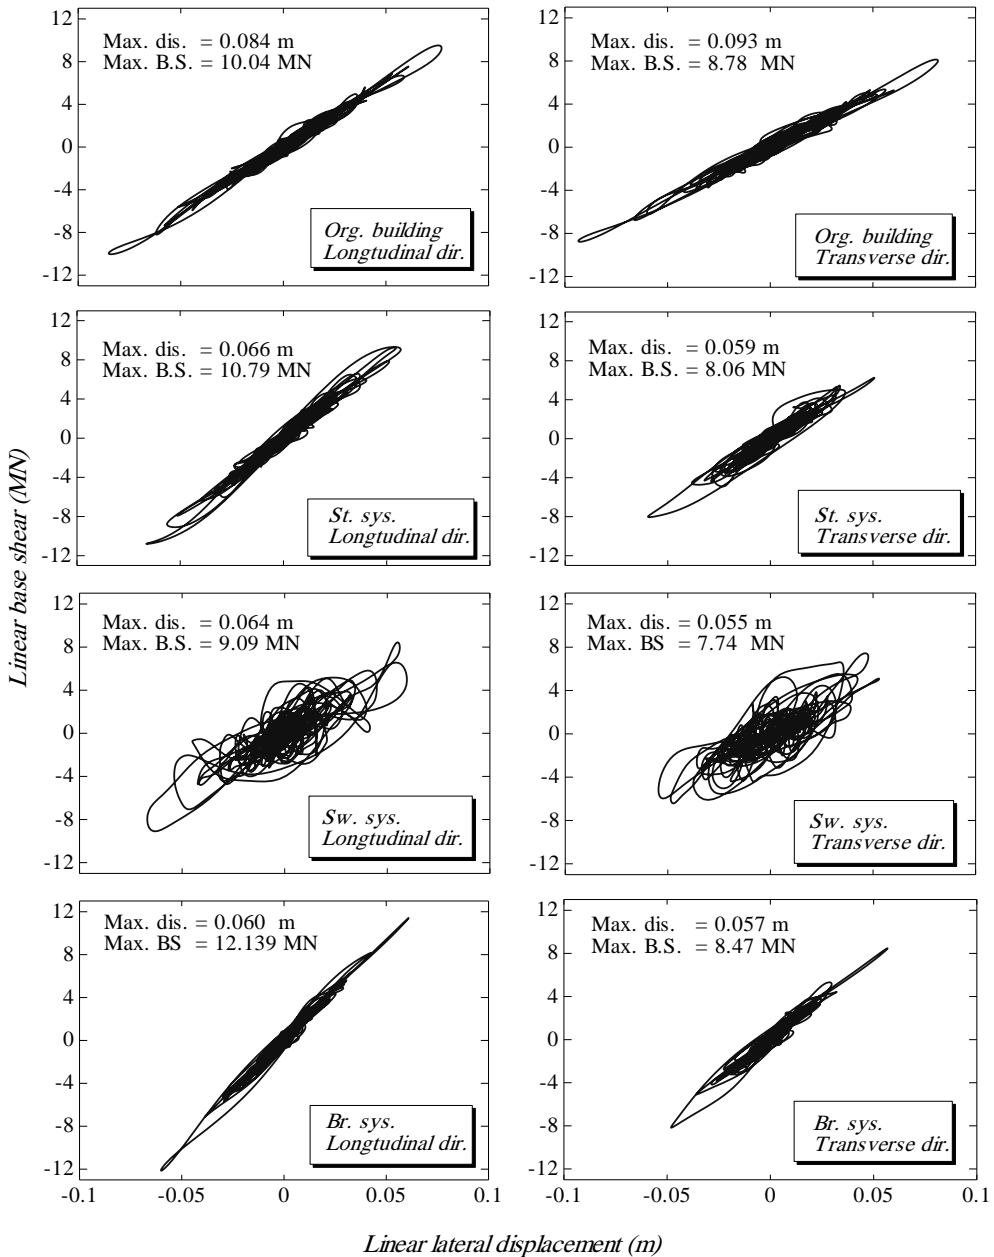 Linear base shear (MN)
12
8
4
0
-4
-8
-12
Max. dis. = 0.084 m
Max. B.S. = 10.04 MN
Org. building
Longtudinal dir.
12
8
4
0
-4
-8
-12
Max. dis. = 0.093 m
Max. B.S. = 8.78 MN
Org. building
Transverse dir.
12
8
4
0
-4
-8
-12
Max. dis. = 0.066 m
Max. B.S. = 10.79 MN
St. sys.
Longtudinal dir.
12
8
4
0
-4
-8
-12
Max. dis. = 0.059 m
Max. B.S. = 8.06 MN
St. sys.
Transverse dir.
12
8
4
0
-4
-8
-12
Max. dis. = 0.064 m
Max. B.S. = 9.09 MN
Sw. sys.
Longtudinal dir.
12
8
4
0
-4
-8
-12
Max. dis. = 0.055 m
Max. BS = 7.74 MN
Sw. sys.
Transverse dir.
12
8
4
0
-4
-8
-12
Max. dis. = 0.060 m
Max. BS = 12.139 MN
Br. sys.
Longtudinal dir.
-0.1 -0.05 0 0.05 0.1
12
8
4
0
-4
-8
-12
Max. dis. = 0.057 m
Max. B.S. = 8.47 MN
Br. sys.
Transverse dir.
-0.1 -0.05 0 0.05 0.1
Linear lateral displacement (m)